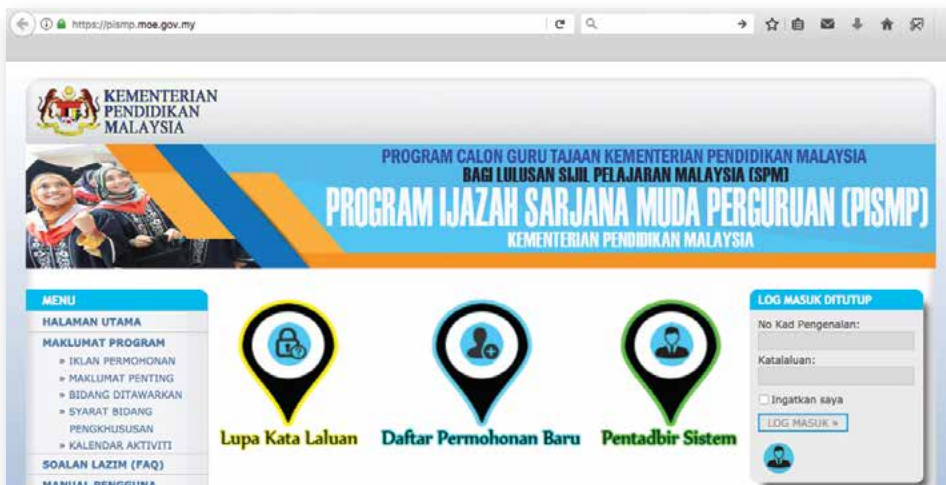 https://pismp.moe.gov.my
KEMENTERIAN
PENDIDIKAN
MALAYSIA
PROGRAM CALON GURU TAJAAN KEMENTERIAN PENDIDIKAN MALAYSIA
BAGI LULUSAN SIJIL PELAJARAN MALAYSIA (SPM)
PROGRAM IJAZAH SARJANA MUDA PERGURUAN (PISMP)
KEMENTERIAN PENDIDIKAN MALAYSIA
MENU
HALAMAN UTAMA
MAKLUMAT PROGRAM
» IKLAN PERMOHONAN
» MAKLUMAT PENTING
» BIDANG DITAWARKAN
» SYARAT BIDANG
PENGKHUSUSAN
» KALENDAR AKTIVITI
SOALAN LAZIM (FAQ)
MANUAL PENGGUNA
Lupa Kata Laluan
Daftar Permohonan Baru
Pentadbir Sistem
LOG MASUK DITUTUP
No Kad Pengenalan:
Katalaluan:
Ingatkan saya
LOG MASUK »